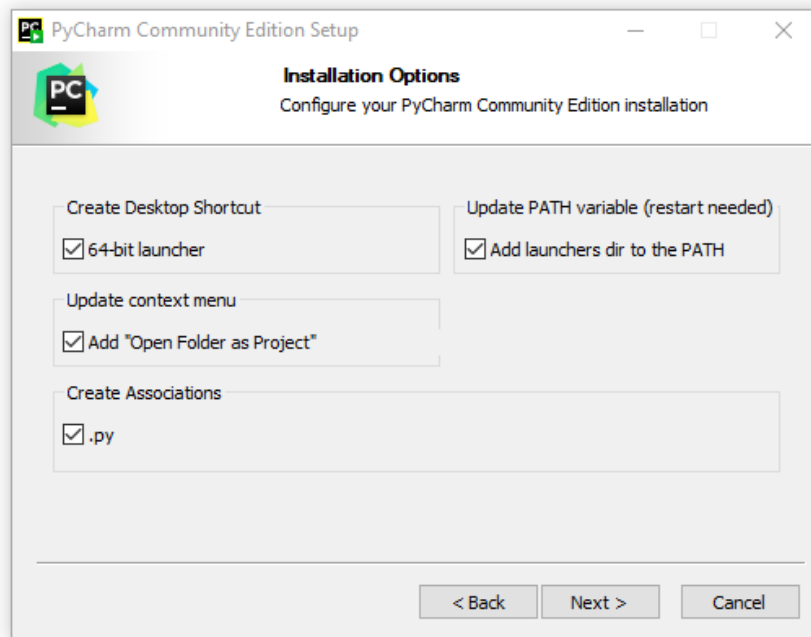 PC PyCharm Community Edition Setup
PC
Installation Options
Configure your PyCharm Community Edition installation
Create Desktop Shortcut
64-bit launcher
Update PATH variable (restart needed)
Add launchers dir to the PATH
Update context menu
Add "Open Folder as Project"
Create Associations
.py
< Back
Next >
Cancel